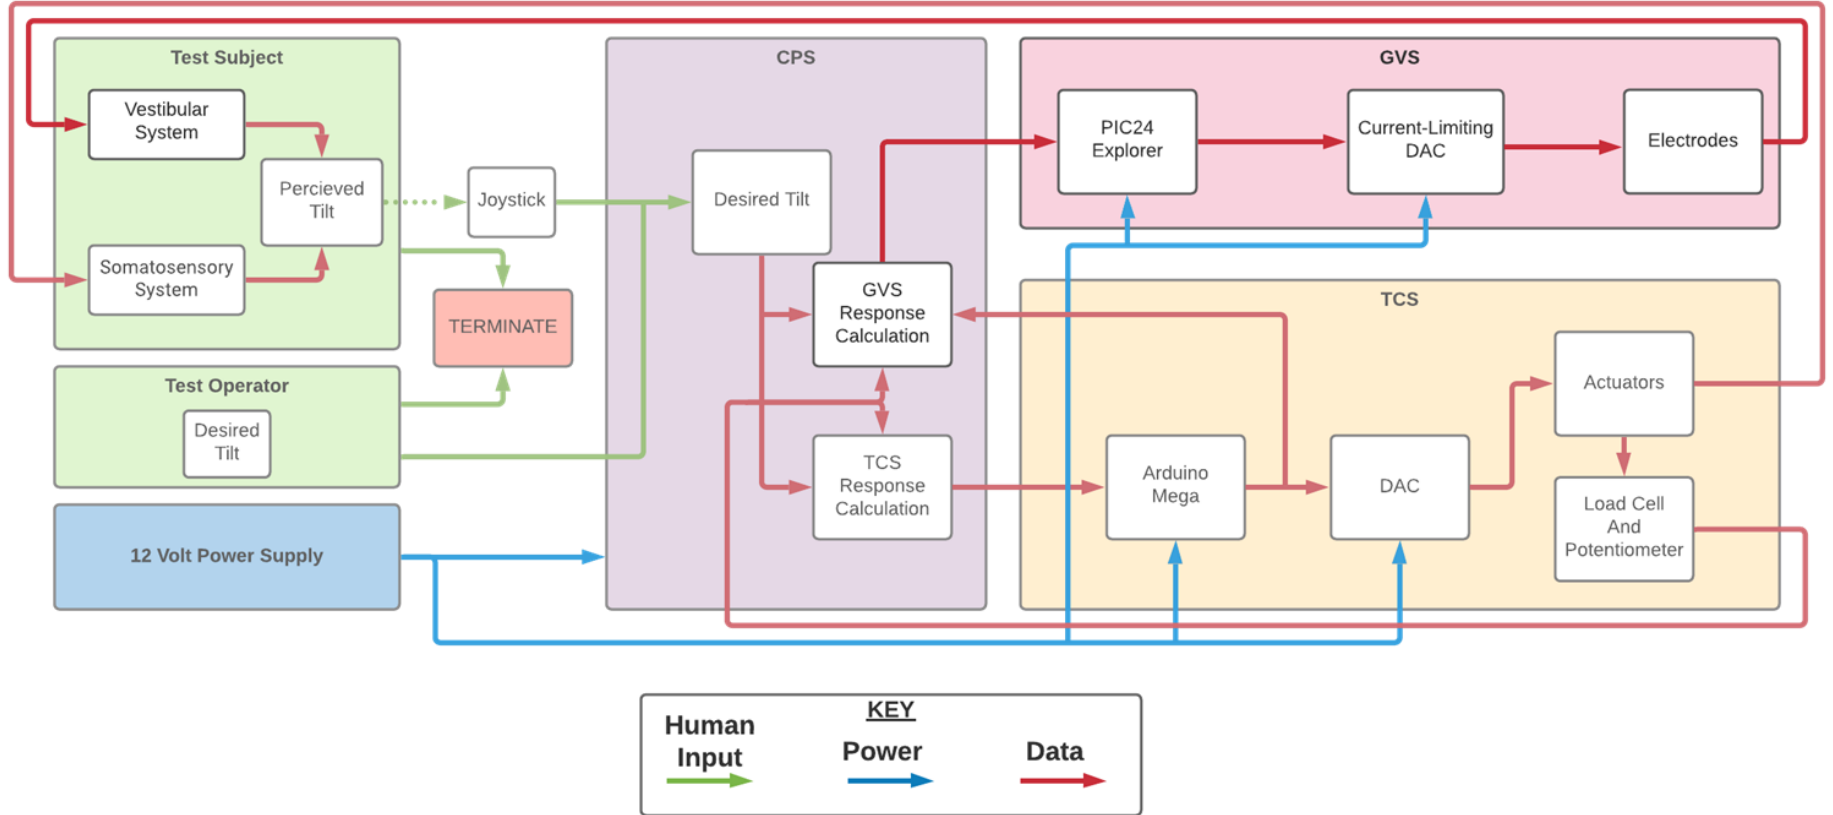 Test Subject
Vestibular
System
Percieved
Tilt
Somatosensory
System
Joystick
TERMINATE
Test Operator
Desired
Tilt
12 Volt Power Supply
CPS
Desired Tilt
GVS
Response
Calculation
TCS
Response
Calculation
GVS
PIC24
Explorer
Current-Limiting
DAC
Electrodes
TCS
Arduino
Mega
DAC
Actuators
Load Cell
And
Potentiometer
KEY
Human
Input
Power
Data